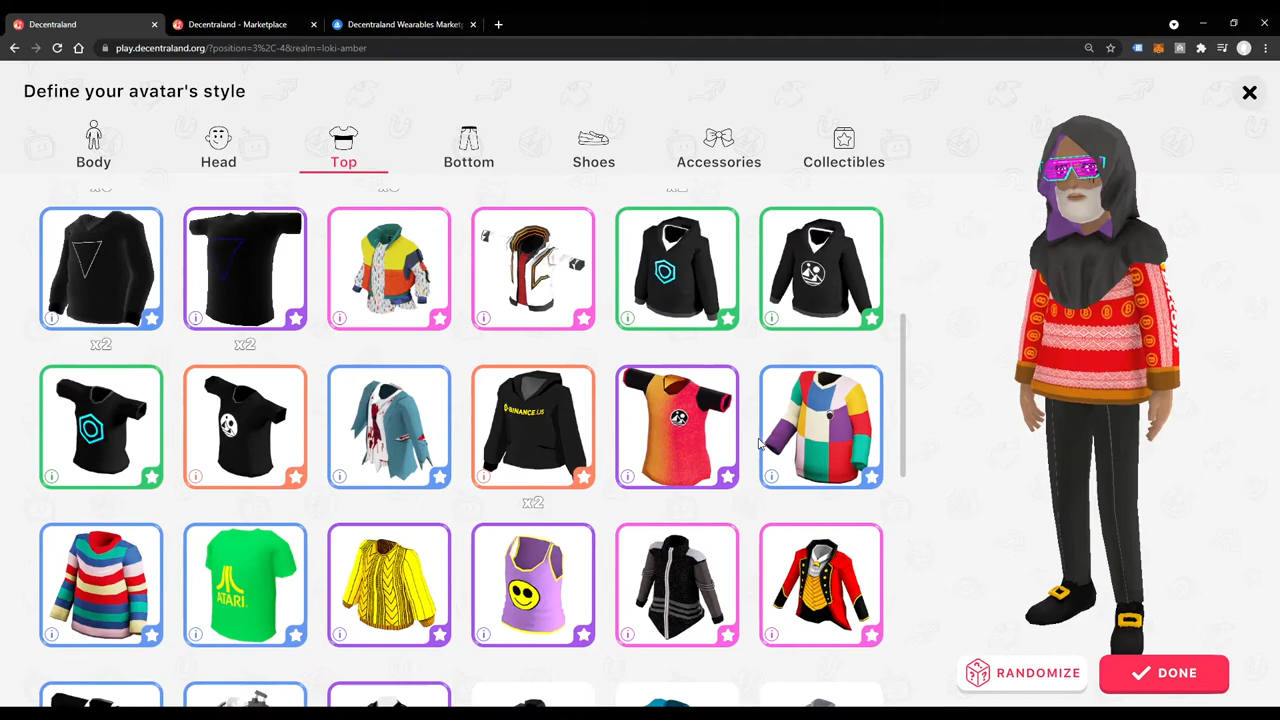 Decentraland
Decentraland - Marketplace
Decentraland Wearables Market
play.decentraland.org/?position=3%2C-4&realm=loki-amber
Define your avatar's style
Body
Head
Top
Bottom
Shoes
Accessories
Collectibles
x2
x2
x2
BINANCE.US
x2
ATARI
RANDOMIZE
DONE